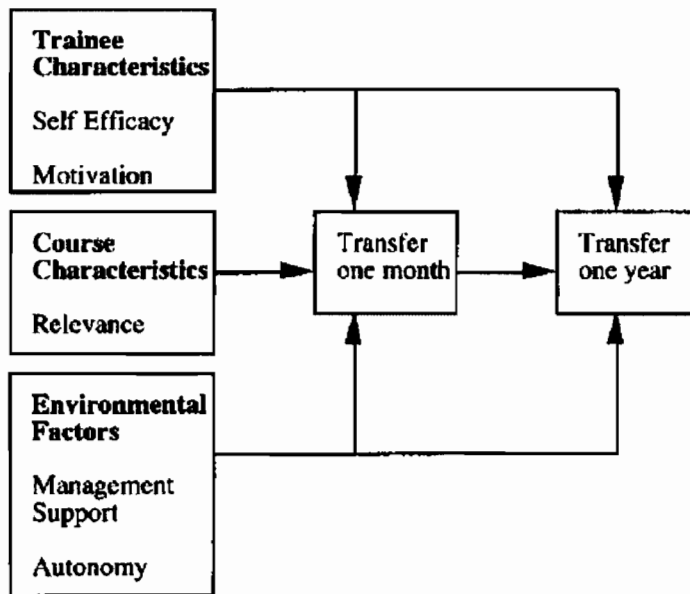 Trainee
Characteristics
Self Efficacy
Motivation
Course
Characteristics
Relevance
Environmental
Factors
Management
Support
Autonomy
Transfer
one month
Transfer
one year